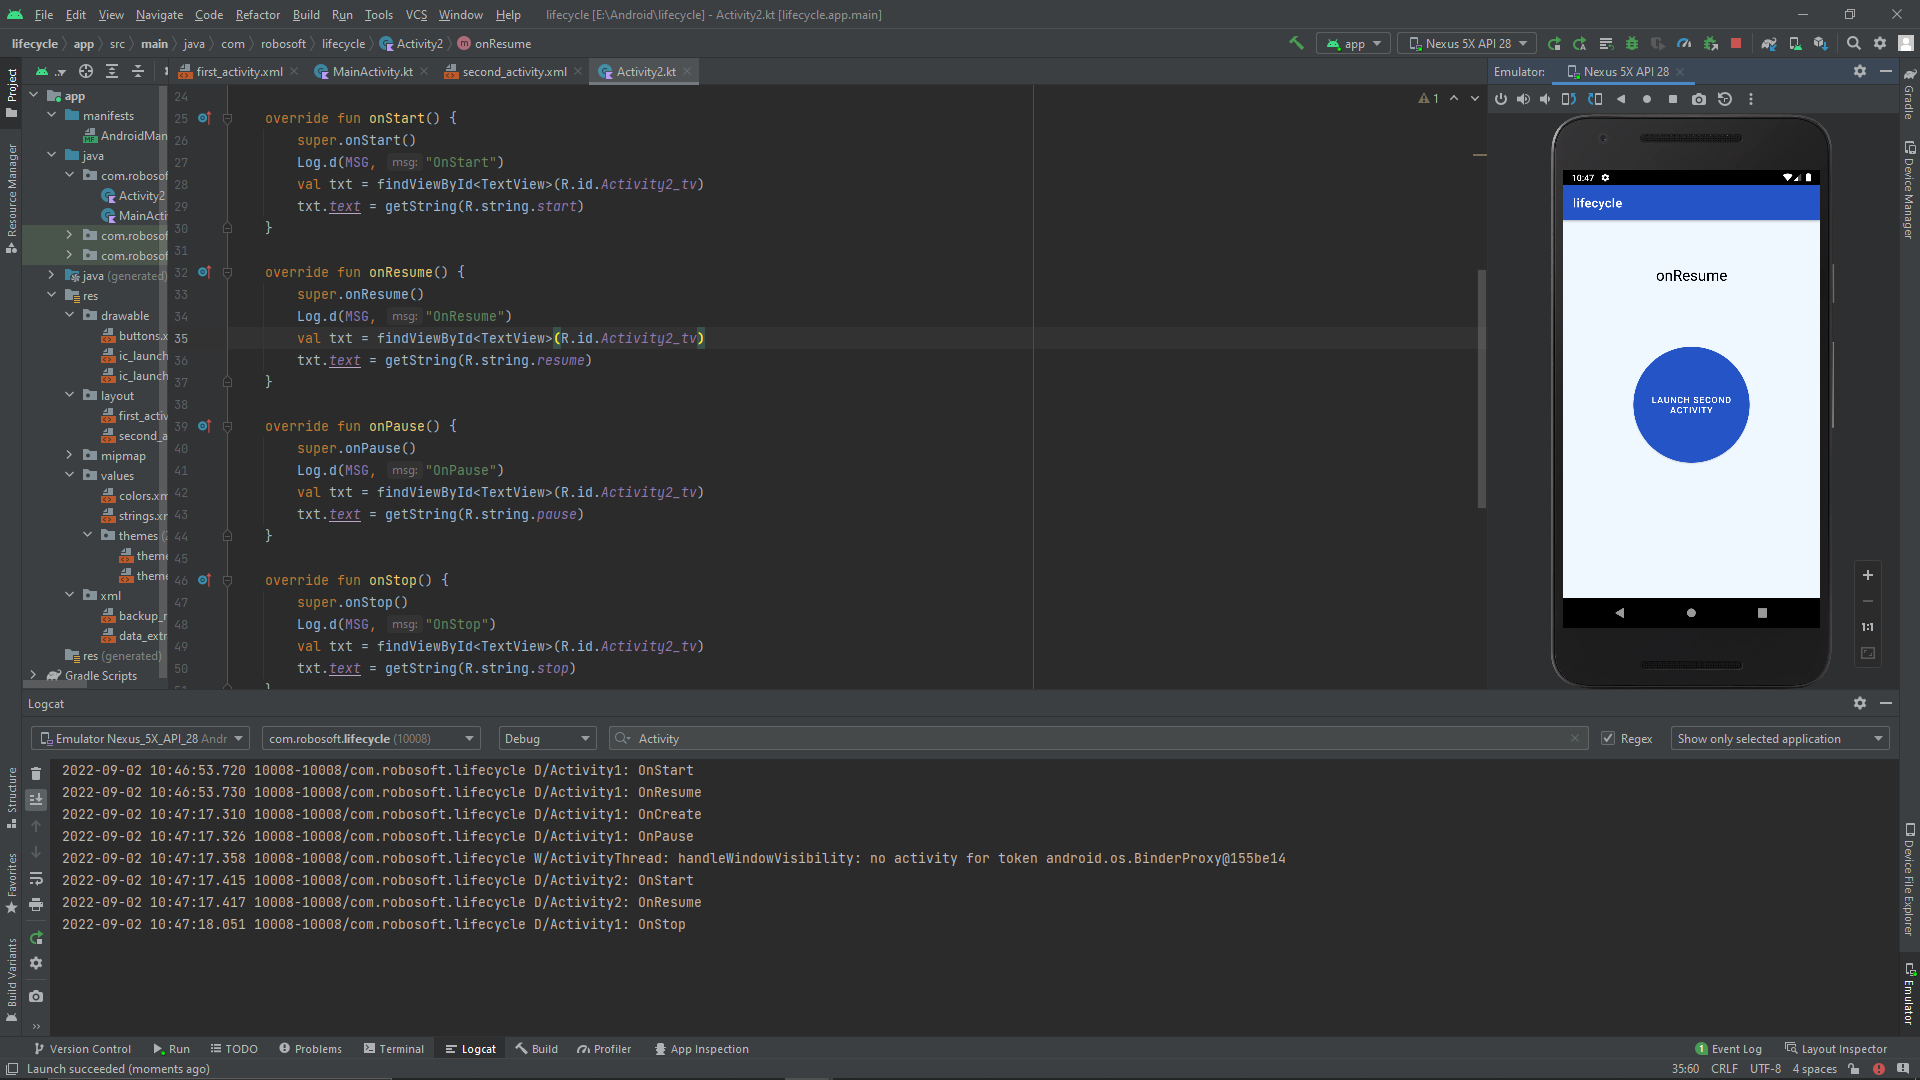 File Edit View Navigate Code Refactor Build Run Tools VCS Window Help lifecycle [E:\Android\lifecycle] - Activity2.kt [lifecycle.app.main]
lifecycle app src main java com robosoft lifecycle Activity2 onResume app Nexus 5X API 28
first_activity.xml MainActivity.kt second_activity.xml Activity2.kt
Emulator: Nexus 5X API 28
Project
Resource Manager
Structure
Favorites
Build Variants
app
manifests
AndroidMan
java
com.robosof
Activity2
MainActi
com.robosof
com.robosof
java (generated)
res
drawable
buttons.x
ic_launch
ic_launch
layout
first_activ
second_a
mipmap
values
colors.xm
strings.xm
themes (2
theme
theme
xml
backup_r
data_extr
res (generated)
Gradle Scripts
1
24
25 override fun onStart() {
26 super.onStart()
27 Log.d(MSG, msg: "OnStart")
28 val txt = findViewById<TextView>(R.id.Activity2_tv)
29 txt.text = getString(R.string.start)
30 }
31
32 override fun onResume() {
33 super.onResume()
34 Log.d(MSG, msg: "OnResume")
35 val txt = findViewById<TextView>(R.id.Activity2_tv)
36 txt.text = getString(R.string.resume)
37 }
38
39 override fun onPause() {
40 super.onPause()
41 Log.d(MSG, msg: "OnPause")
42 val txt = findViewById<TextView>(R.id.Activity2_tv)
43 txt.text = getString(R.string.pause)
44 }
45
46 override fun onStop() {
47 super.onStop()
48 Log.d(MSG, msg: "OnStop")
49 val txt = findViewById<TextView>(R.id.Activity2_tv)
50 txt.text = getString(R.string.stop)
51 }
10:47
lifecycle
onResume
LAUNCH SECOND
ACTIVITY
1:1
Gradle
Device Manager
Device File Explorer
Emulator
Logcat
Emulator Nexus_5X_API_28 Andr com.robosoft.lifecycle (10008) Debug Activity Regex Show only selected application
2022-09-02 10:46:53.720 10008-10008/com.robosoft.lifecycle D/Activity1: OnStart
2022-09-02 10:46:53.730 10008-10008/com.robosoft.lifecycle D/Activity1: OnResume
2022-09-02 10:47:17.310 10008-10008/com.robosoft.lifecycle D/Activity1: OnCreate
2022-09-02 10:47:17.326 10008-10008/com.robosoft.lifecycle D/Activity1: OnPause
2022-09-02 10:47:17.358 10008-10008/com.robosoft.lifecycle W/ActivityThread: handleWindowVisibility: no activity for token android.os.BinderProxy@155be14
2022-09-02 10:47:17.415 10008-10008/com.robosoft.lifecycle D/Activity2: OnStart
2022-09-02 10:47:17.417 10008-10008/com.robosoft.lifecycle D/Activity2: OnResume
2022-09-02 10:47:18.051 10008-10008/com.robosoft.lifecycle D/Activity1: OnStop
Version Control Run TODO Problems Terminal Logcat Build Profiler App Inspection 1 Event Log Layout Inspector
Launch succeeded (moments ago) 35:60 CRLF UTF-8 4 spaces